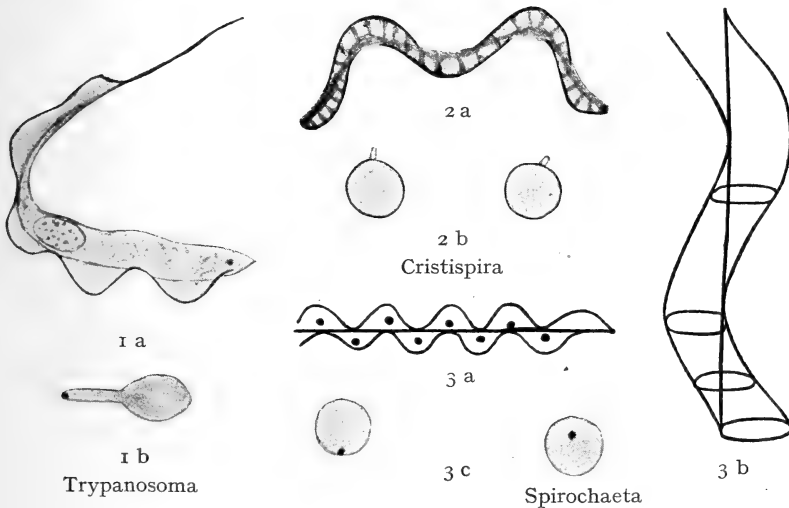 1 a
1 b
Trypanosoma
2 a
2 b
Cristispira
3 a
3 c
Spirochaeta
3 b